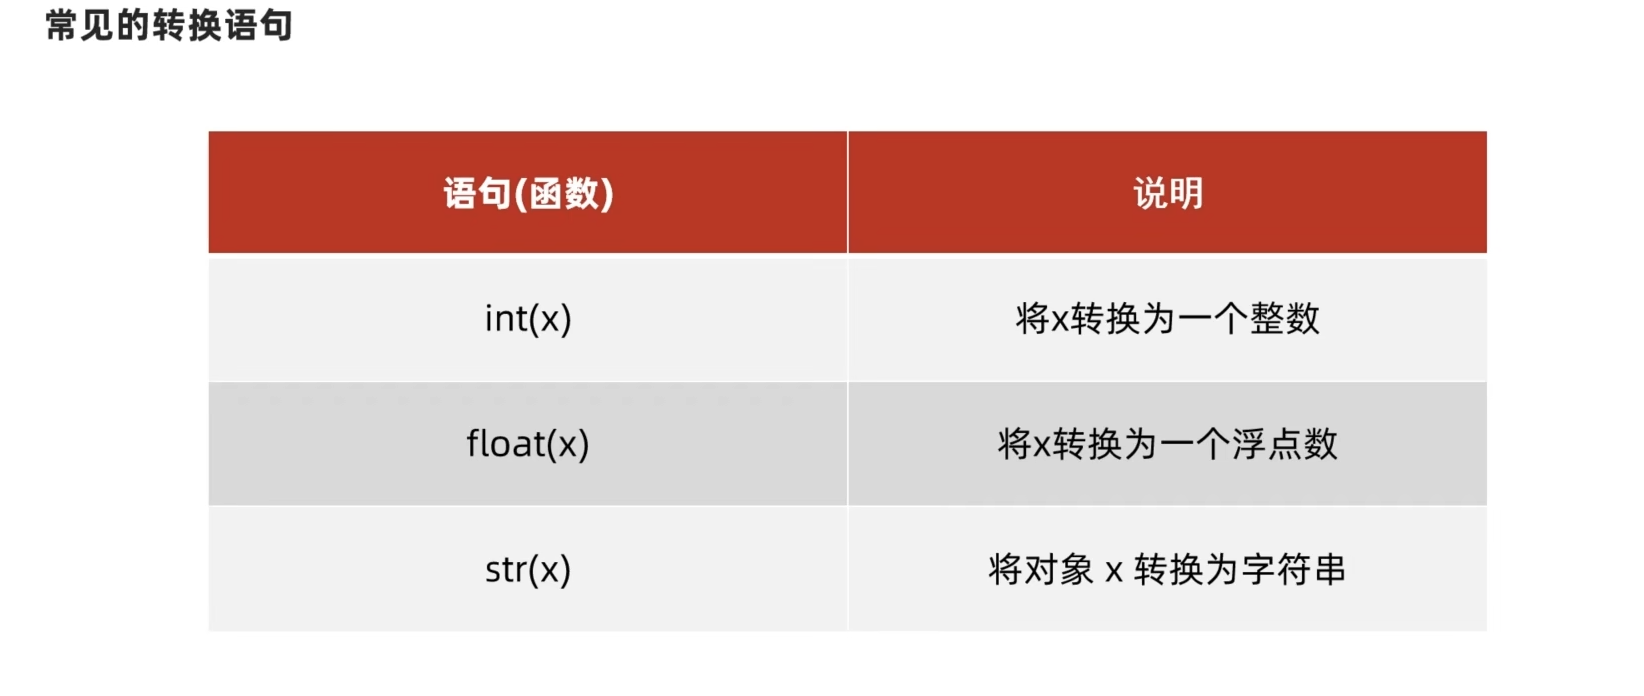 常见的转换语句
语句(函数) 说明
int(x) 将x转换为一个整数
float(x) 将x转换为一个浮点数
str(x) 将对象 x 转换为字符串